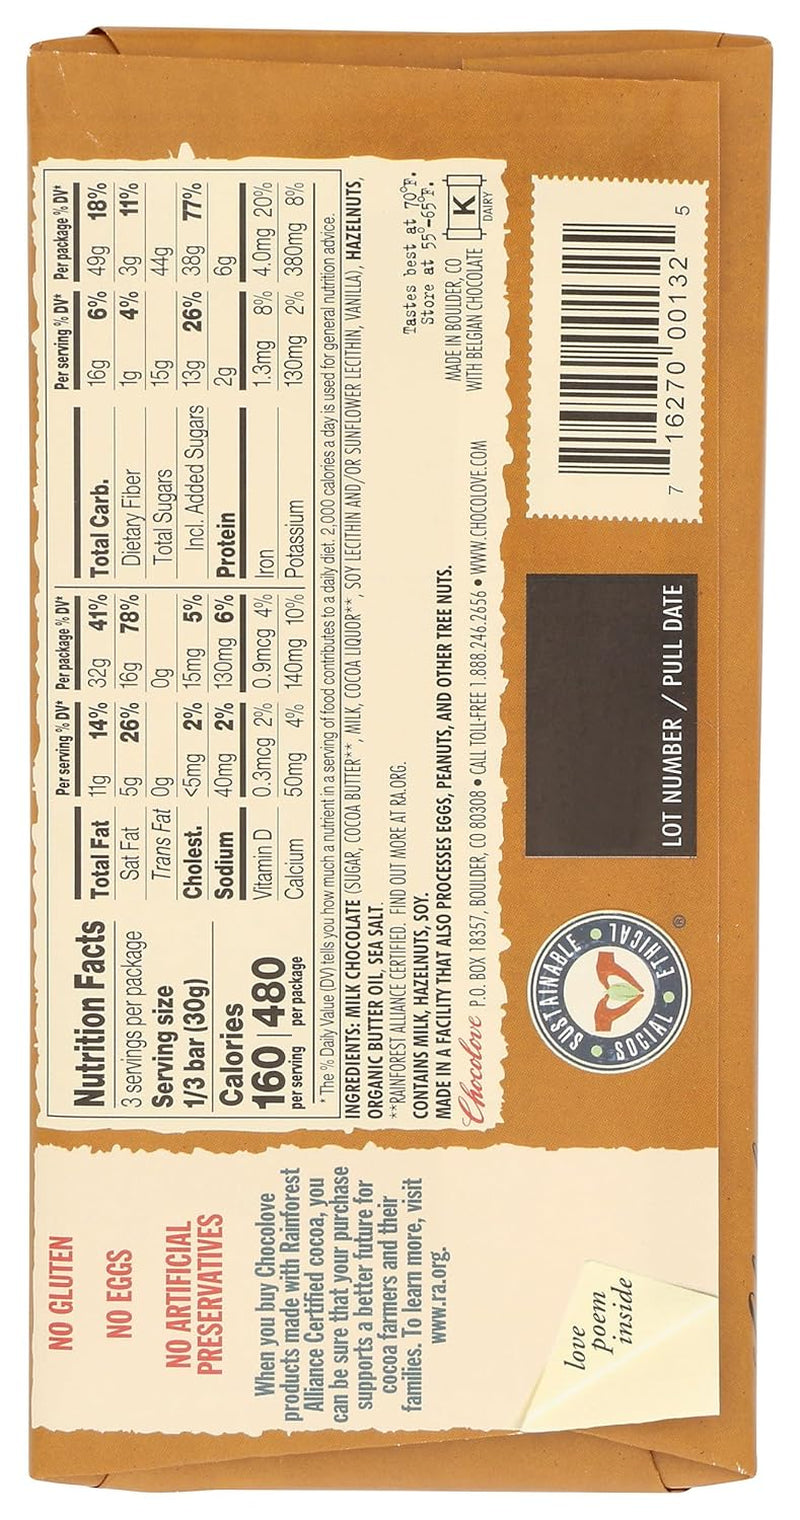 NO GLUTEN
NO EGGS
NO ARTIFICIAL
PRESERVATIVES
When you buy Chocolove
products made with Rainforest
Alliance Certified cocoa, you
can be sure that your purchase
supports a better future for
cocoa farmers and their
families. To learn more, visit
www.ra.org.
love
poem
inside
Nutrition Facts
3 servings per package
Serving size
1/3 bar (30g)
Calories
160 480
per serving per package
Per serving % DV* Per package % DV*
Total Fat 11g 14% 32g 41%
Sat Fat 5g 26% 16g 78%
Trans Fat 0g 0g
Cholest. <5mg 2% 15mg 5%
Sodium 40mg 2% 130mg 6%
Vitamin D 0.3mcg 2% 0.9mcg 4%
Calcium 50mg 4% 140mg 10%
Per serving % DV* Per package % DV*
Total Carb. 16g 6% 49g 18%
Dietary Fiber 1g 4% 3g 11%
Total Sugars 15g 44g
Incl. Added Sugars 13g 26% 38g 77%
Protein 2g 6g
Iron 1.3mg 8% 4.0mg 20%
Potassium 130mg 2% 380mg 8%
*The % Daily Value (DV) tells you how much a nutrient in a serving of food contributes to a daily diet. 2,000 calories a day is used for general nutrition advice.
INGREDIENTS: MILK CHOCOLATE (SUGAR, COCOA BUTTER**, MILK, COCOA LIQUOR**, SOY LECITHIN AND/OR SUNFLOWER LECITHIN, VANILLA), HAZELNUTS,
ORGANIC BUTTER OIL, SEA SALT.
**RAINFOREST ALLIANCE CERTIFIED. FIND OUT MORE AT RA.ORG.
CONTAINS MILK, HAZELNUTS, SOY.
MADE IN A FACILITY THAT ALSO PROCESSES EGGS, PEANUTS, AND OTHER TREE NUTS.
Chocolove P.O. BOX 18357, BOULDER, CO 80308 • CALL TOLL-FREE 1.888.246.2656 • WWW.CHOCOLOVE.COM
Tastes best at 70°F.
Store at 55°-65°F.
MADE IN BOULDER, CO
WITH BELGIAN CHOCOLATE
K
DAIRY
SUSTAINABLE • ETHICAL • SOCIAL •
®
LOT NUMBER / PULL DATE
7 16270 00132 5